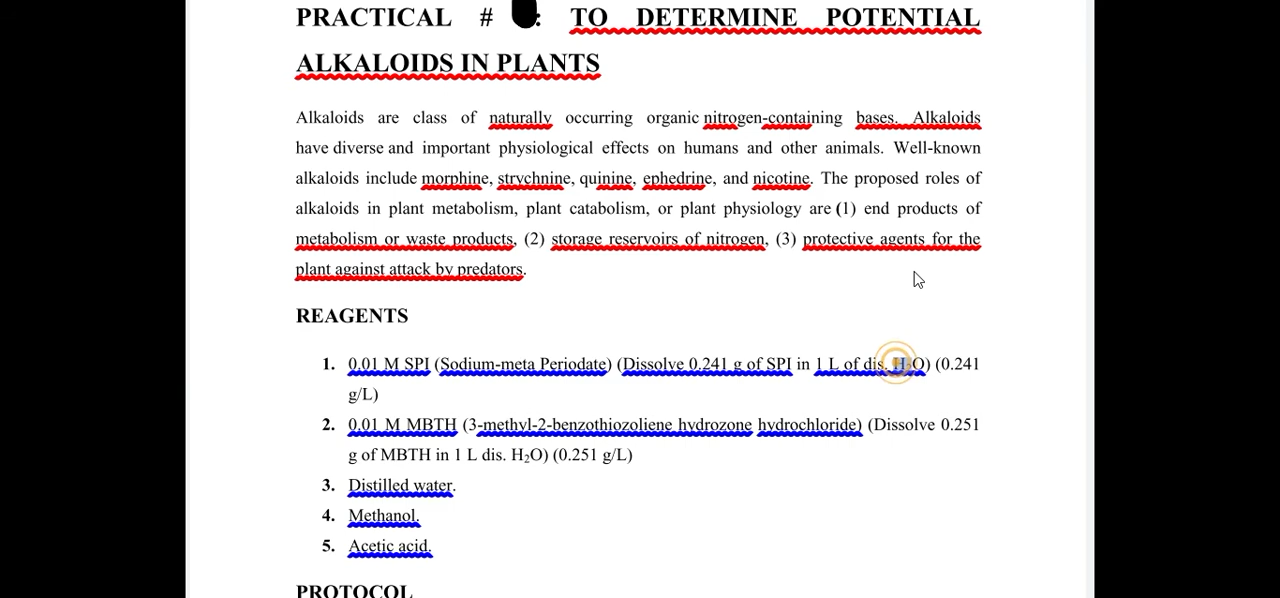 PRACTICAL # : TO DETERMINE POTENTIAL
ALKALOIDS IN PLANTS
Alkaloids are class of naturally occurring organic nitrogen-containing bases. Alkaloids
have diverse and important physiological effects on humans and other animals. Well-known
alkaloids include morphine, strychnine, quinine, ephedrine, and nicotine. The proposed roles of
alkaloids in plant metabolism, plant catabolism, or plant physiology are (1) end products of
metabolism or waste products, (2) storage reservoirs of nitrogen, (3) protective agents for the
plant against attack by predators.
REAGENTS
1. 0.01 M SPI (Sodium-meta Periodate) (Dissolve 0.241 g of SPI in 1 L of dis. H₂O) (0.241
g/L)
2. 0.01 M MBTH (3-methyl-2-benzothiozoliene hydrozone hydrochloride) (Dissolve 0.251
g of MBTH in 1 L dis. H₂O) (0.251 g/L)
3. Distilled water.
4. Methanol.
5. Acetic acid.
PROTOCOL